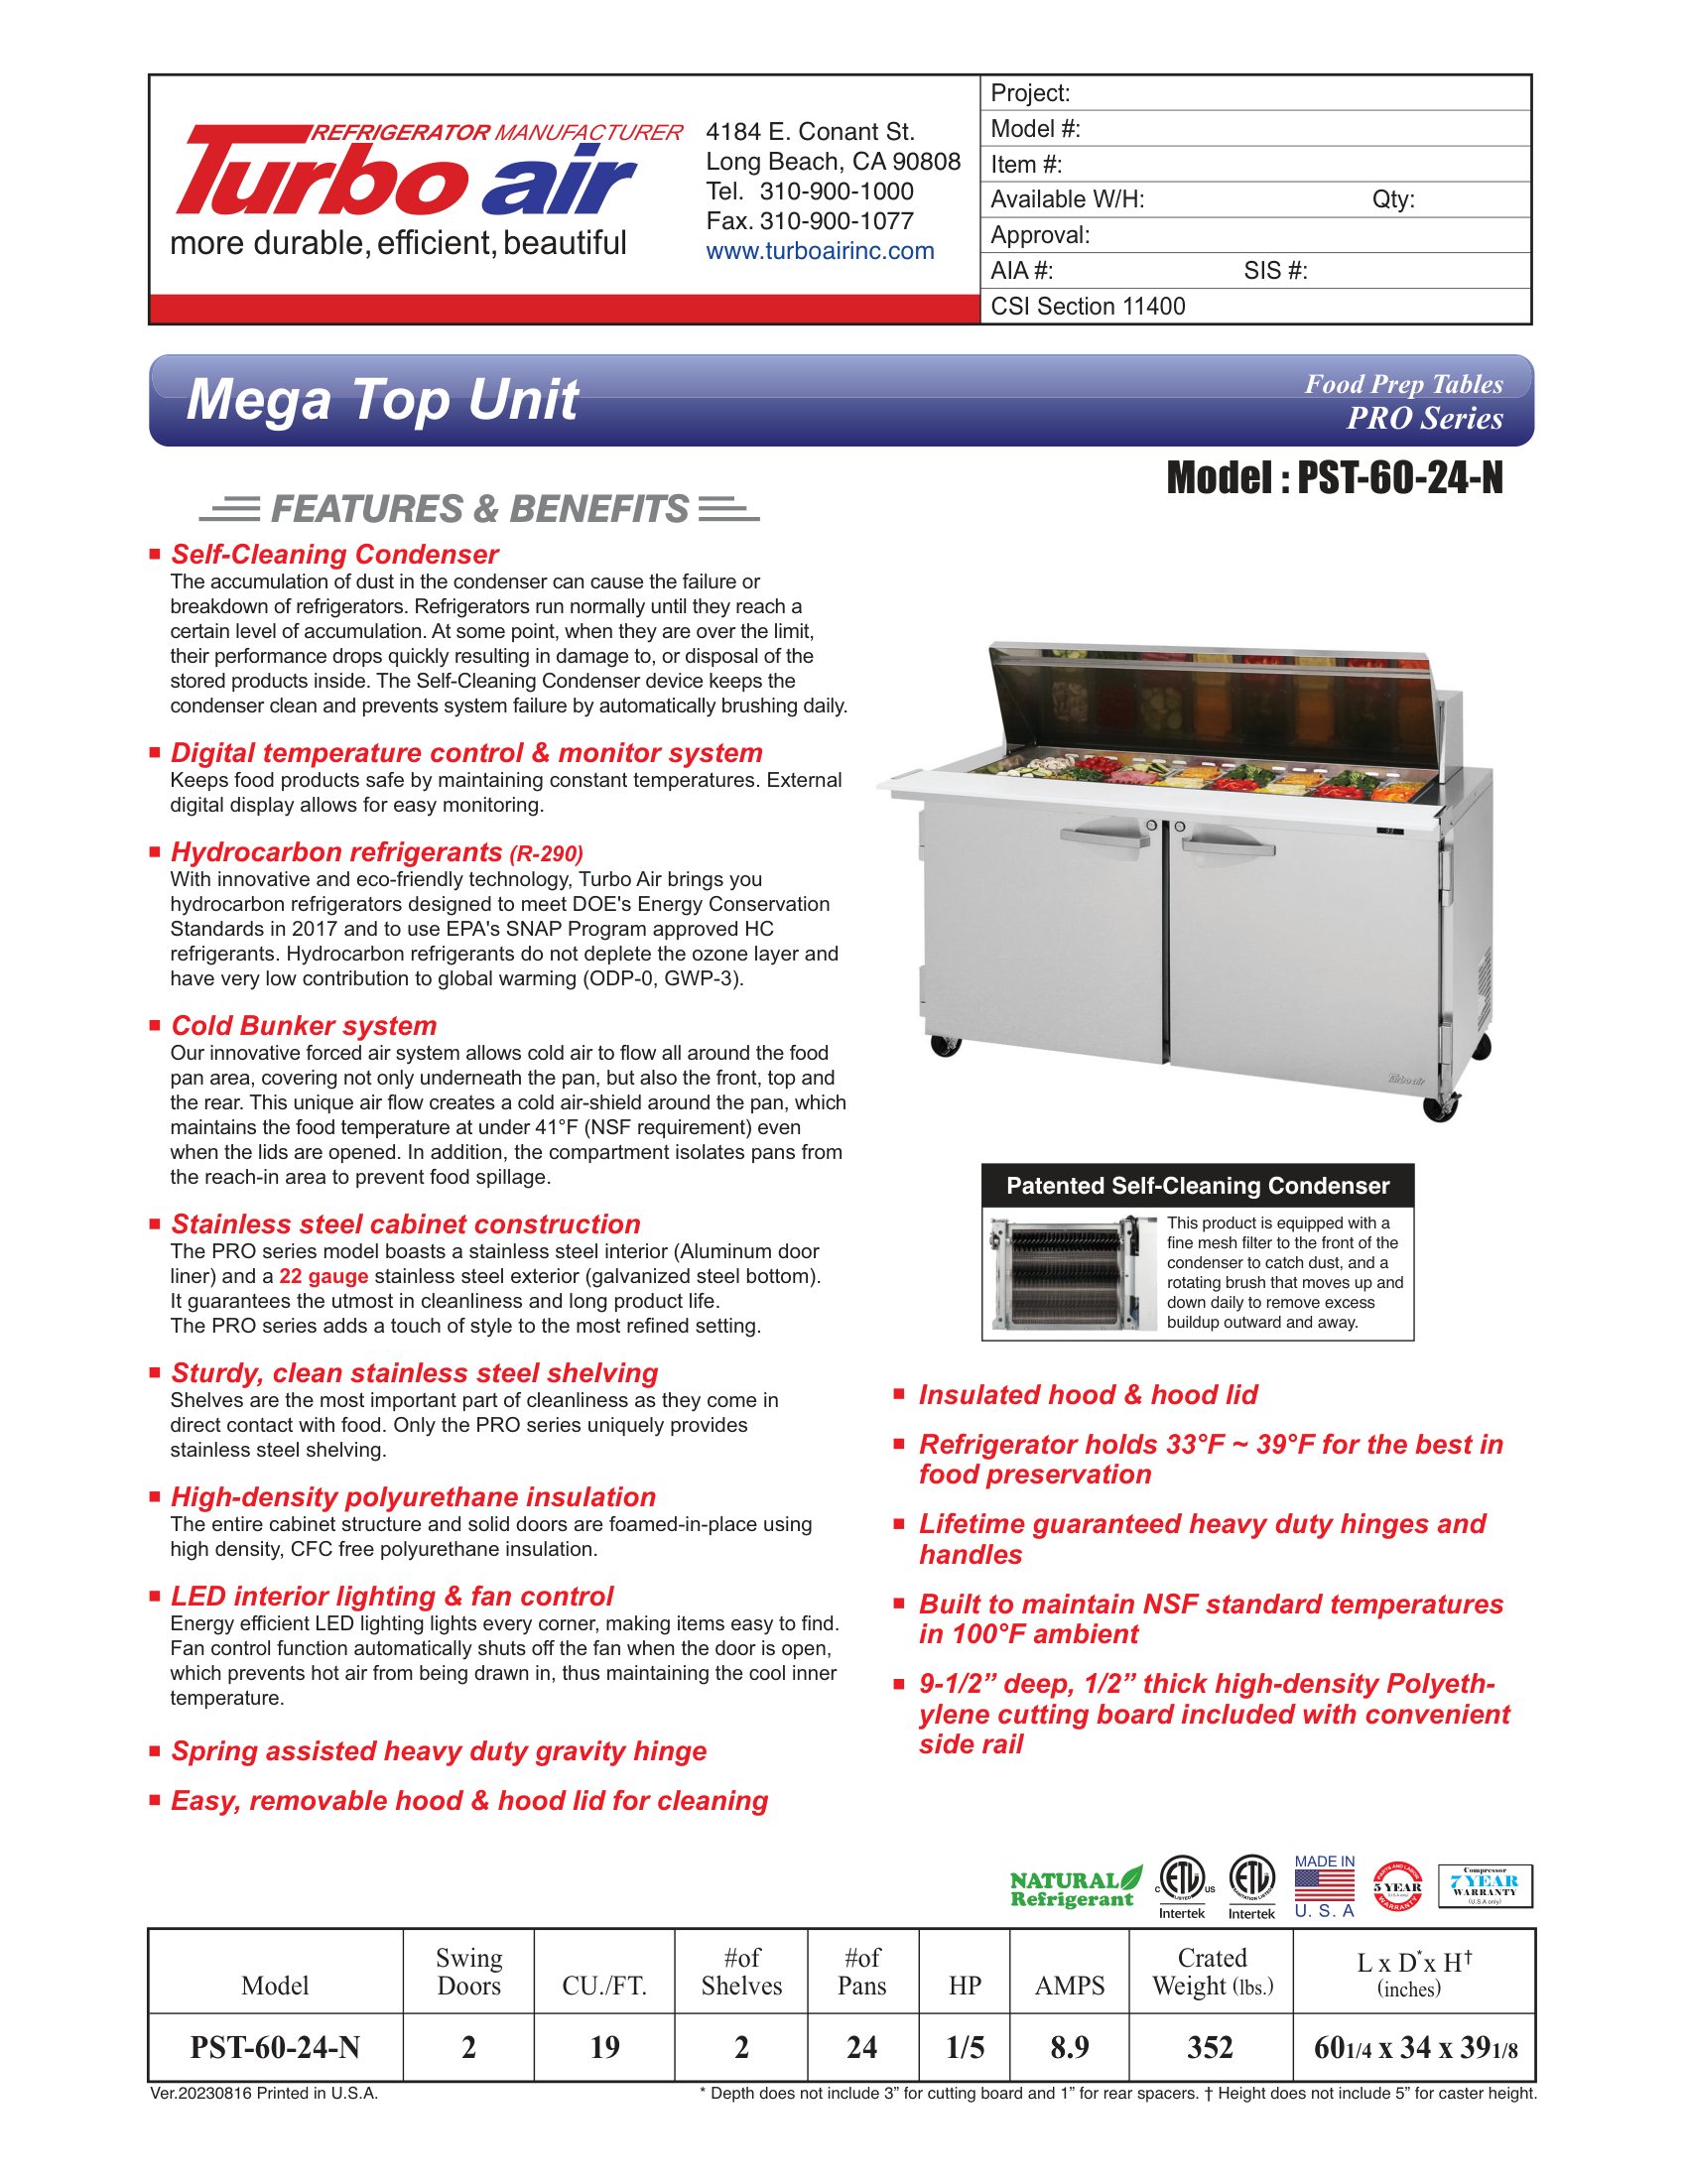 REFRIGERATOR MANUFACTURER
Turbo air
more durable, efficient, beautiful
4184 E. Conant St.
Long Beach, CA 90808
Tel. 310-900-1000
Fax. 310-900-1077
www.turboairinc.com
Project:
Model #:
Item #:
Available W/H: Qty:
Approval:
AIA #: SIS #:
CSI Section 11400
Mega Top Unit
Food Prep Tables
PRO Series
Model : PST-60-24-N
FEATURES & BENEFITS
Self-Cleaning Condenser
The accumulation of dust in the condenser can cause the failure or
breakdown of refrigerators. Refrigerators run normally until they reach a
certain level of accumulation. At some point, when they are over the limit,
their performance drops quickly resulting in damage to, or disposal of the
stored products inside. The Self-Cleaning Condenser device keeps the
condenser clean and prevents system failure by automatically brushing daily.
Digital temperature control & monitor system
Keeps food products safe by maintaining constant temperatures. External
digital display allows for easy monitoring.
Hydrocarbon refrigerants (R-290)
With innovative and eco-friendly technology, Turbo Air brings you
hydrocarbon refrigerators designed to meet DOE's Energy Conservation
Standards in 2017 and to use EPA's SNAP Program approved HC
refrigerants. Hydrocarbon refrigerants do not deplete the ozone layer and
have very low contribution to global warming (ODP-0, GWP-3).
Cold Bunker system
Our innovative forced air system allows cold air to flow all around the food
pan area, covering not only underneath the pan, but also the front, top and
the rear. This unique air flow creates a cold air-shield around the pan, which
maintains the food temperature at under 41°F (NSF requirement) even
when the lids are opened. In addition, the compartment isolates pans from
the reach-in area to prevent food spillage.
Stainless steel cabinet construction
The PRO series model boasts a stainless steel interior (Aluminum door
liner) and a 22 gauge stainless steel exterior (galvanized steel bottom).
It guarantees the utmost in cleanliness and long product life.
The PRO series adds a touch of style to the most refined setting.
Sturdy, clean stainless steel shelving
Shelves are the most important part of cleanliness as they come in
direct contact with food. Only the PRO series uniquely provides
stainless steel shelving.
High-density polyurethane insulation
The entire cabinet structure and solid doors are foamed-in-place using
high density, CFC free polyurethane insulation.
LED interior lighting & fan control
Energy efficient LED lighting lights every corner, making items easy to find.
Fan control function automatically shuts off the fan when the door is open,
which prevents hot air from being drawn in, thus maintaining the cool inner
temperature.
Spring assisted heavy duty gravity hinge
Easy, removable hood & hood lid for cleaning
Turbo air
Patented Self-Cleaning Condenser
This product is equipped with a
fine mesh filter to the front of the
condenser to catch dust, and a
rotating brush that moves up and
down daily to remove excess
buildup outward and away.
Insulated hood & hood lid
Refrigerator holds 33°F ~ 39°F for the best in
food preservation
Lifetime guaranteed heavy duty hinges and
handles
Built to maintain NSF standard temperatures
in 100°F ambient
9-1/2” deep, 1/2” thick high-density Polyeth-
ylene cutting board included with convenient
side rail
NATURAL
Refrigerant
C ETL US
LISTED
Intertek
ETL
SANITATION LISTED
Intertek
MADE IN
U. S. A
PARTS AND LABOR
5 YEAR
(U.S.A only)
WARRANTY
Compressor
7 YEAR
WARRANTY
(U.S.A only)
Model Swing Doors CU./FT. #of Shelves #of Pans HP AMPS Crated Weight (lbs.) L x D* x H† (inches)
PST-60-24-N 2 19 2 24 1/5 8.9 352 60 1/4 x 34 x 39 1/8
Ver.20230816 Printed in U.S.A.
* Depth does not include 3” for cutting board and 1” for rear spacers. † Height does not include 5” for caster height.